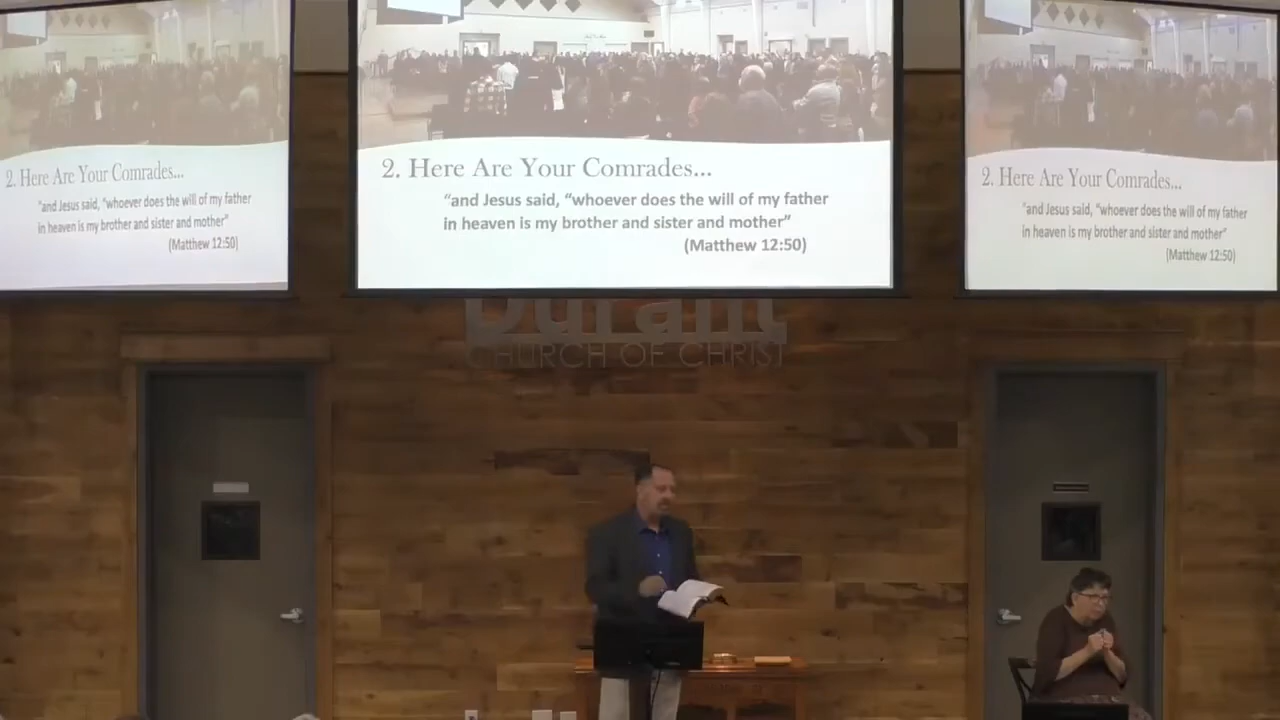 2. Here Are Your Comrades...
"and Jesus said, "whoever does the will of my father
in heaven is my brother and sister and mother"
(Matthew 12:50)
2. Here Are Your Comrades...
"and Jesus said, "whoever does the will of my father
in heaven is my brother and sister and mother"
(Matthew 12:50)
2. Here Are Your Comrades...
"and Jesus said, "whoever does the will of my father
in heaven is my brother and sister and mother"
(Matthew 12:50)
Durant
CHURCH OF CHRIST